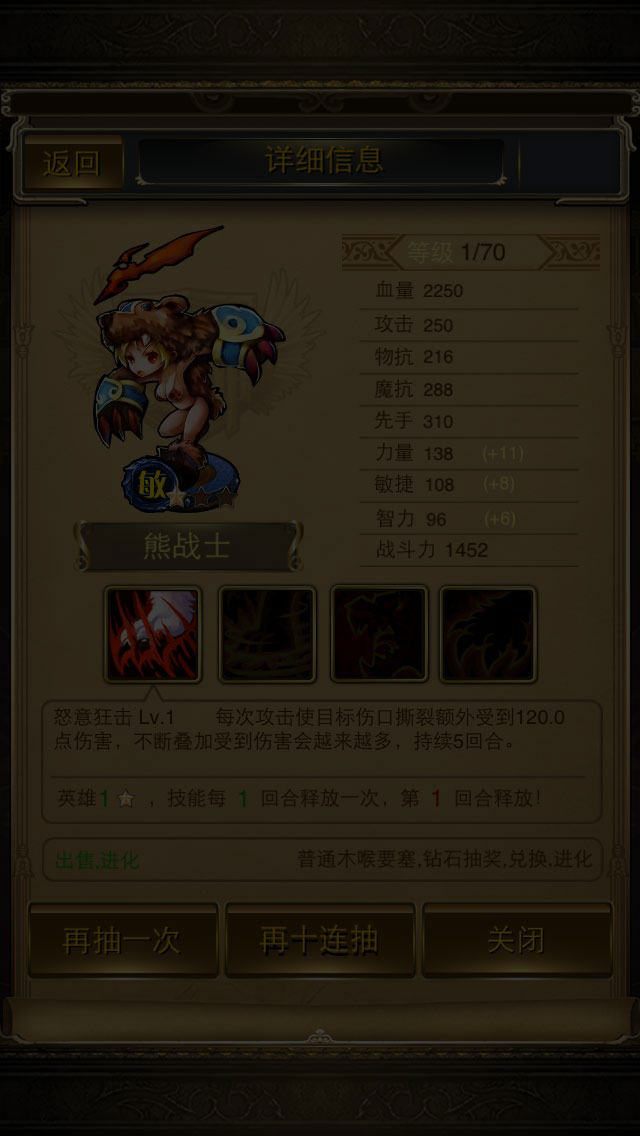 返回
详细信息
等级 1/70
血量 2250
攻击 250
物抗 216
魔抗 288
先手 310
力量 138 (+11)
敏捷 108 (+8)
智力 96 (+6)
战斗力 1452
敏
熊战士
怒意狂击 Lv.1 每次攻击使目标伤口撕裂额外受到120.0
点伤害，不断叠加受到伤害会越来越多，持续5回合。
英雄1 ，技能每 1 回合释放一次，第 1 回合释放！
出售,进化 普通木喉要塞,钻石抽奖,兑换,进化
再抽一次 再十连抽 关闭